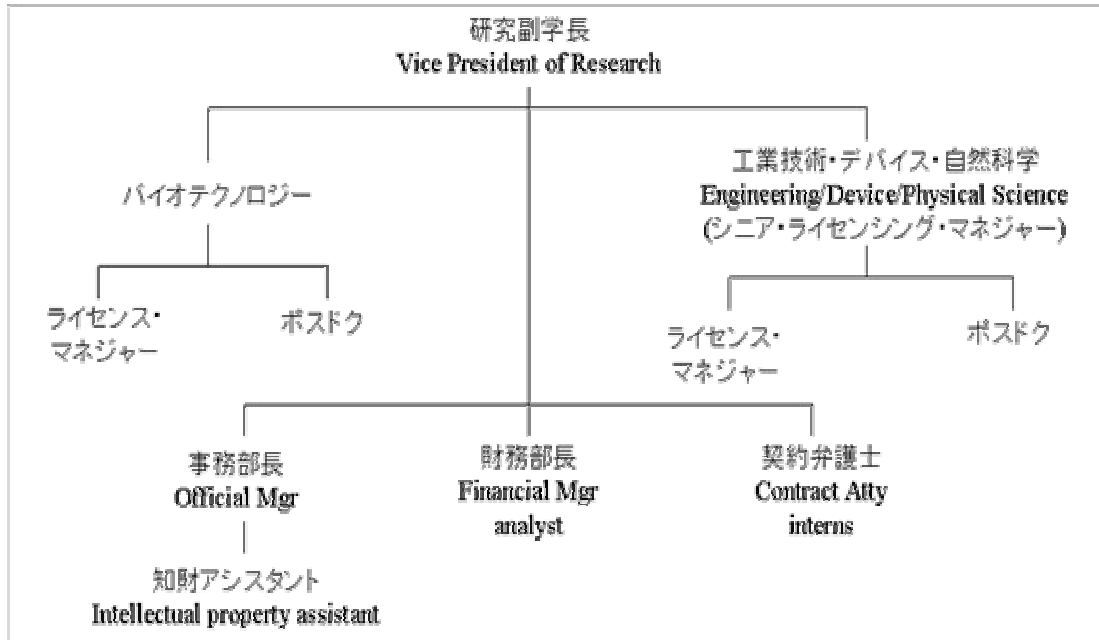 研究副学長
Vice President of Research
バイオテクノロジー
工業技術・デバイス・自然科学
Engineering/Device/Physical Science
(シニア・ライセンシング・マネジャー)
ライセンス・
マネジャー
ポスドク
ライセンス・
マネジャー
ポスドク
事務部長
Official Mgr
財務部長
Financial Mgr
analyst
契約弁護士
Contract Atty
interns
知財アシスタント
Intellectual property assistant